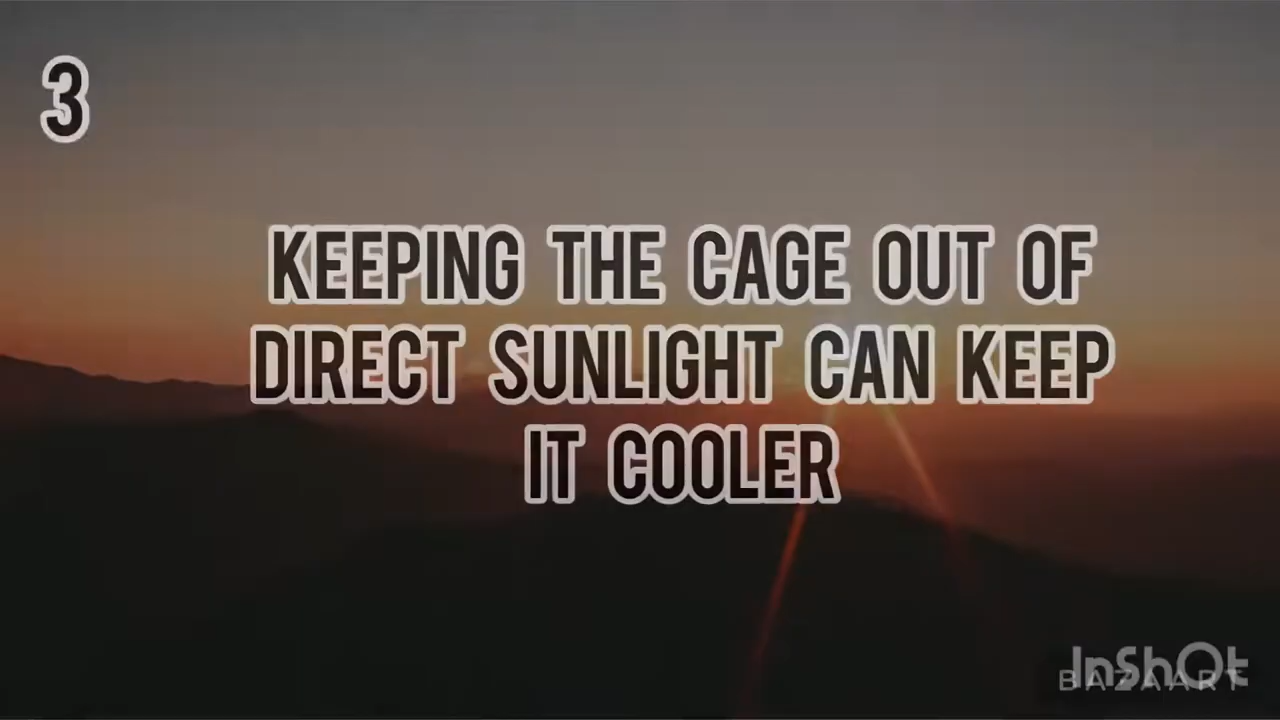 3
KEEPING THE CAGE OUT OF
DIRECT SUNLIGHT CAN KEEP
IT COOLER
InShOt
BAZAART